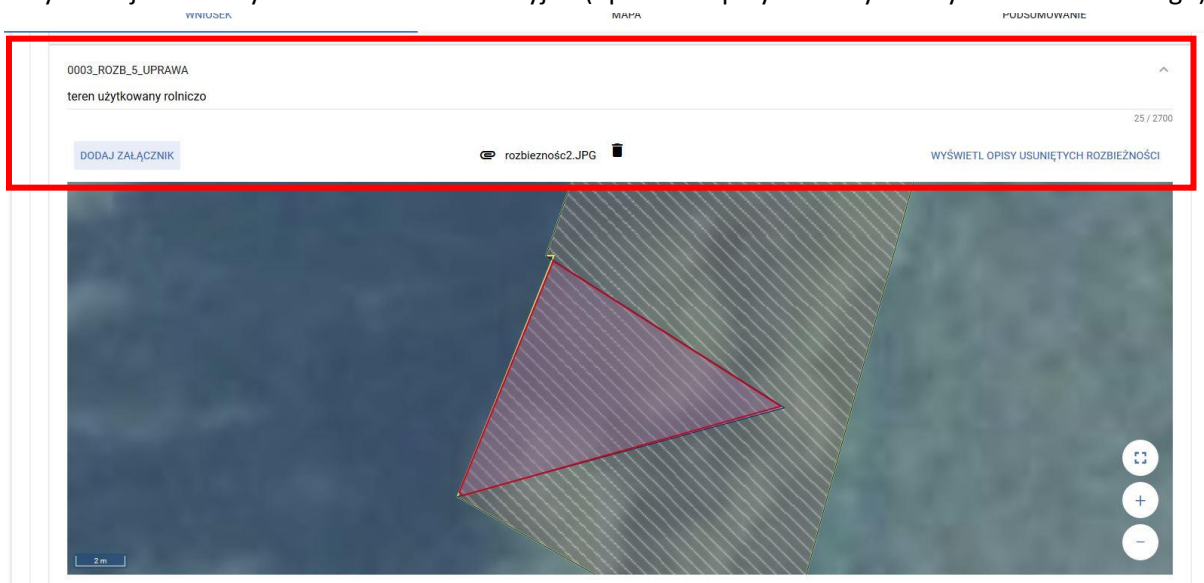 WNIOSEK MAPA PODSUMOWANIE
0003_ROZB_5_UPRAWA
teren użytkowany rolniczo
25 / 2700
DODAJ ZAŁĄCZNIK rozbieznośc2.JPG WYŚWIETL OPISY USUNIĘTYCH ROZBIEŻNOŚCI
+
−
2 m